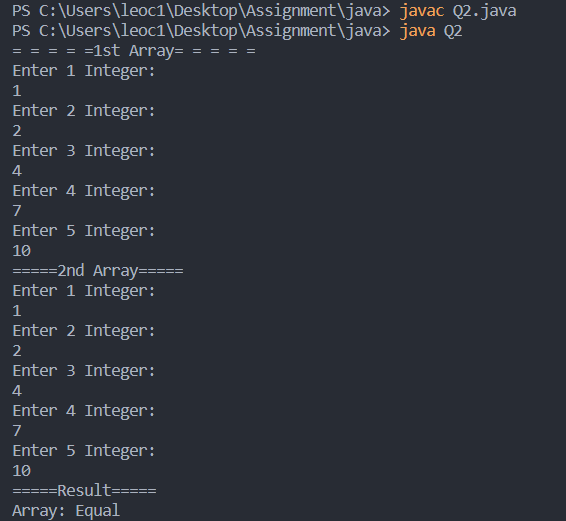 PS C:\Users\leoc1\Desktop\Assignment\java> javac Q2.java
PS C:\Users\leoc1\Desktop\Assignment\java> java Q2
= = = = =1st Array= = = = =
Enter 1 Integer:
1
Enter 2 Integer:
2
Enter 3 Integer:
4
Enter 4 Integer:
7
Enter 5 Integer:
10
=====2nd Array=====
Enter 1 Integer:
1
Enter 2 Integer:
2
Enter 3 Integer:
4
Enter 4 Integer:
7
Enter 5 Integer:
10
=====Result=====
Array: Equal